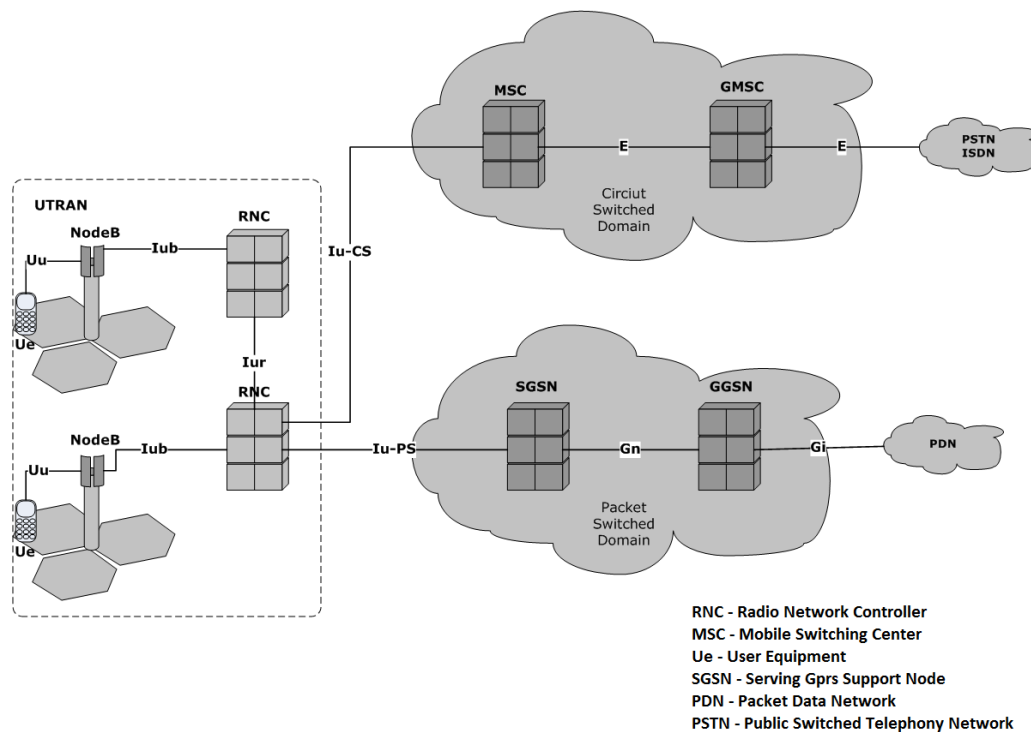 MSC
GMSC
E
E
PSTN
ISDN
Circiut
Switched
Domain
UTRAN
RNC
NodeB
Iub
Uu
Ue
Iu-CS
Iur
RNC
NodeB
Iub
Uu
Ue
Iu-PS
SGSN
GGSN
Gn
Gi
PDN
Packet
Switched
Domain
RNC - Radio Network Controller
MSC - Mobile Switching Center
Ue - User Equipment
SGSN - Serving Gprs Support Node
PDN - Packet Data Network
PSTN - Public Switched Telephony Network